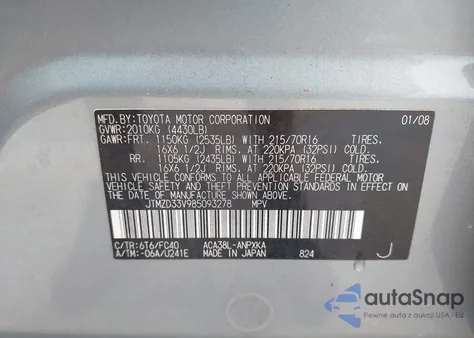 MFD.BY:TOYOTA MOTOR CORPORATION 01/08
GVWR:2010KG (4430LB)
GAWR:FRT. 1150KG (2535LB) WITH 215/70R16 TIRES.
16X6 1/2J RIMS. AT 220KPA (32PSI) COLD.
RR. 1105KG (2435LB) WITH 215/70R16 TIRES.
16X6 1/2J RIMS. AT 220KPA (32PSI) COLD.
THIS VEHICLE CONFORMS TO ALL APPLICABLE FEDERAL MOTOR
VEHICLE SAFETY AND THEFT PREVENTION STANDARDS IN EFFECT ON
THE DATE OF MANUFACTURE SHOWN ABOVE.
JTMZD33V985093278 MPV
C/TR:6T6/FC40 ACA38L-ANPXKA J
A/TM:-06A/U241E MADE IN JAPAN 824
autoSnap
Pewne auta z aukcji i od dealerów